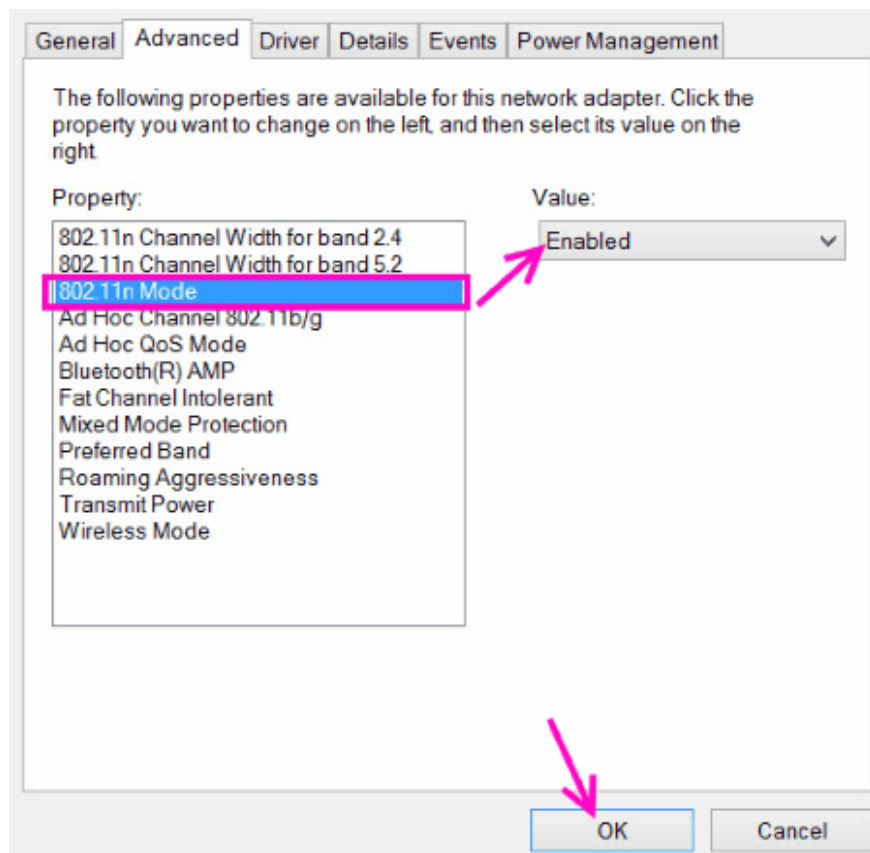 General Advanced Driver Details Events Power Management
The following properties are available for this network adapter. Click the
property you want to change on the left, and then select its value on the
right.
Property:
Value:
802.11n Channel Width for band 2.4
802.11n Channel Width for band 5.2
802.11n Mode
Ad Hoc Channel 802.11b/g
Ad Hoc QoS Mode
Bluetooth(R) AMP
Fat Channel Intolerant
Mixed Mode Protection
Preferred Band
Roaming Aggressiveness
Transmit Power
Wireless Mode
Enabled
OK Cancel